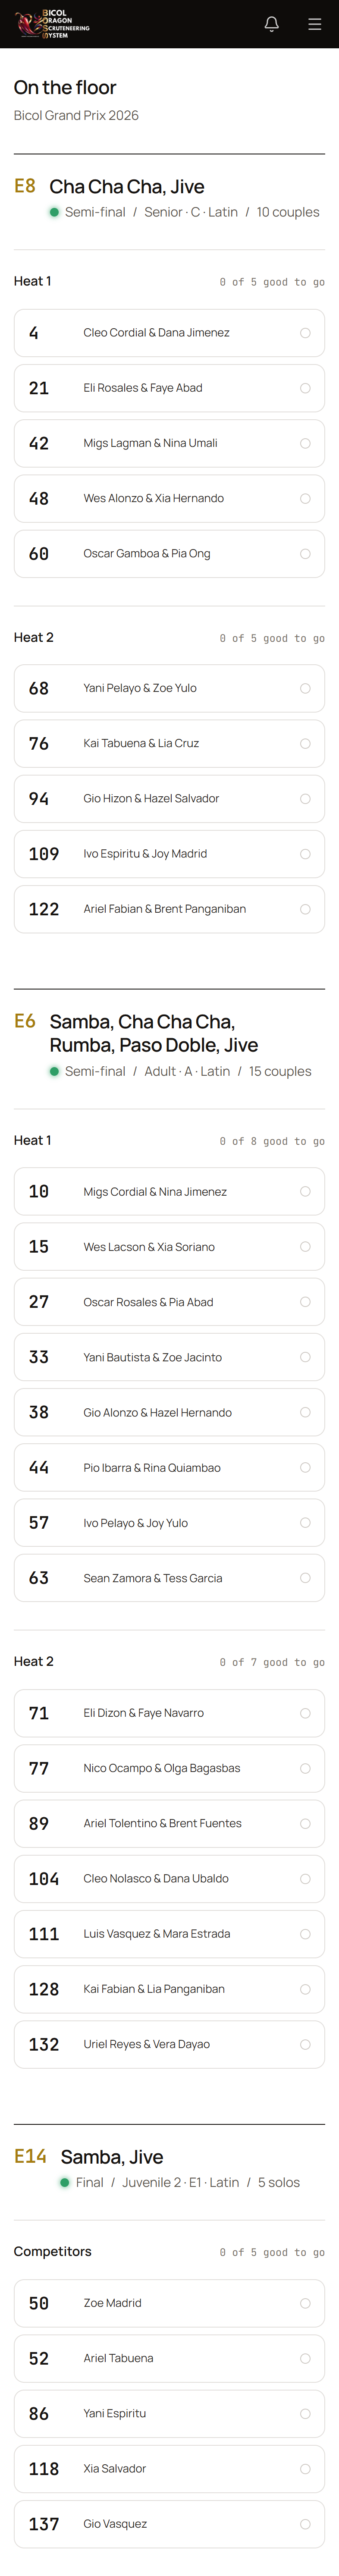 BICOL
DRAGON
SCRUTENEERING
SYSTEM
On the floor
Bicol Grand Prix 2026
E8 Cha Cha Cha, Jive
Semi-final / Senior · C · Latin / 10 couples
Heat 1 0 of 5 good to go
4 Cleo Cordial & Dana Jimenez
21 Eli Rosales & Faye Abad
42 Migs Lagman & Nina Umali
48 Wes Alonzo & Xia Hernando
60 Oscar Gamboa & Pia Ong
Heat 2 0 of 5 good to go
68 Yani Pelayo & Zoe Yulo
76 Kai Tabuena & Lia Cruz
94 Gio Hizon & Hazel Salvador
109 Ivo Espiritu & Joy Madrid
122 Ariel Fabian & Brent Panganiban
E6 Samba, Cha Cha Cha,
Rumba, Paso Doble, Jive
Semi-final / Adult · A · Latin / 15 couples
Heat 1 0 of 8 good to go
10 Migs Cordial & Nina Jimenez
15 Wes Lacson & Xia Soriano
27 Oscar Rosales & Pia Abad
33 Yani Bautista & Zoe Jacinto
38 Gio Alonzo & Hazel Hernando
44 Pio Ibarra & Rina Quiambao
57 Ivo Pelayo & Joy Yulo
63 Sean Zamora & Tess Garcia
Heat 2 0 of 7 good to go
71 Eli Dizon & Faye Navarro
77 Nico Ocampo & Olga Bagasbas
89 Ariel Tolentino & Brent Fuentes
104 Cleo Nolasco & Dana Ubaldo
111 Luis Vasquez & Mara Estrada
128 Kai Fabian & Lia Panganiban
132 Uriel Reyes & Vera Dayao
E14 Samba, Jive
Final / Juvenile 2 · E1 · Latin / 5 solos
Competitors 0 of 5 good to go
50 Zoe Madrid
52 Ariel Tabuena
86 Yani Espiritu
118 Xia Salvador
137 Gio Vasquez